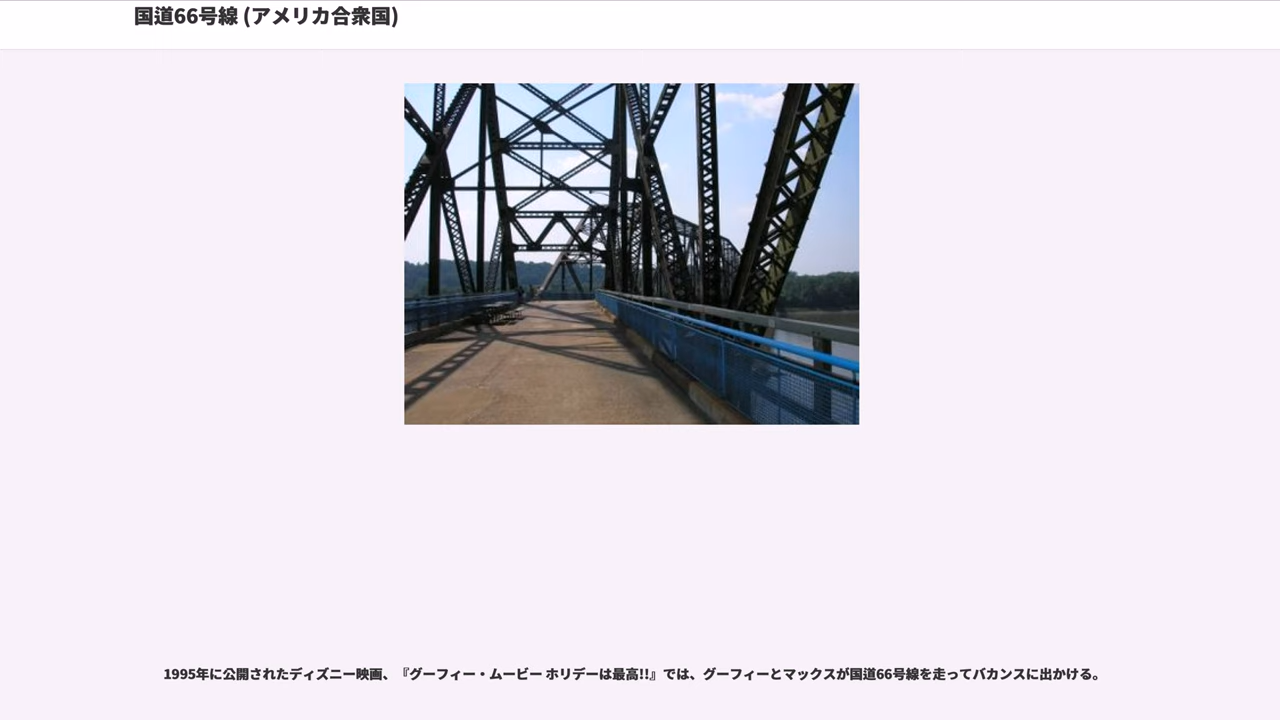 国道66号線 (アメリカ合衆国)
1995年に公開されたディズニー映画、『グーフィー・ムービー ホリデーは最高!!』では、グーフィーとマックスが国道66号線を走ってバカンスに出かける。